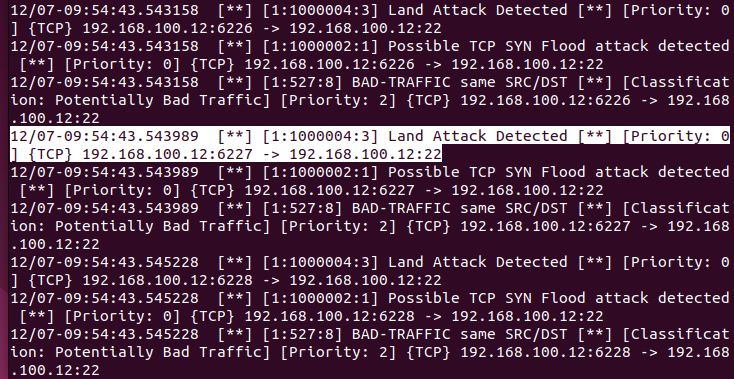 12/07-09:54:43.543158  [**] [1:1000004:3] Land Attack Detected [**] [Priority: 0
] {TCP} 192.168.100.12:6226 -> 192.168.100.12:22
12/07-09:54:43.543158  [**] [1:1000002:1] Possible TCP SYN Flood attack detected
 [**] [Priority: 0] {TCP} 192.168.100.12:6226 -> 192.168.100.12:22
12/07-09:54:43.543158  [**] [1:527:8] BAD-TRAFFIC same SRC/DST [**] [Classificat
ion: Potentially Bad Traffic] [Priority: 2] {TCP} 192.168.100.12:6226 -> 192.168
.100.12:22
12/07-09:54:43.543989  [**] [1:1000004:3] Land Attack Detected [**] [Priority: 0
] {TCP} 192.168.100.12:6227 -> 192.168.100.12:22
12/07-09:54:43.543989  [**] [1:1000002:1] Possible TCP SYN Flood attack detected
 [**] [Priority: 0] {TCP} 192.168.100.12:6227 -> 192.168.100.12:22
12/07-09:54:43.543989  [**] [1:527:8] BAD-TRAFFIC same SRC/DST [**] [Classificat
ion: Potentially Bad Traffic] [Priority: 2] {TCP} 192.168.100.12:6227 -> 192.168
.100.12:22
12/07-09:54:43.545228  [**] [1:1000004:3] Land Attack Detected [**] [Priority: 0
] {TCP} 192.168.100.12:6228 -> 192.168.100.12:22
12/07-09:54:43.545228  [**] [1:1000002:1] Possible TCP SYN Flood attack detected
 [**] [Priority: 0] {TCP} 192.168.100.12:6228 -> 192.168.100.12:22
12/07-09:54:43.545228  [**] [1:527:8] BAD-TRAFFIC same SRC/DST [**] [Classificat
ion: Potentially Bad Traffic] [Priority: 2] {TCP} 192.168.100.12:6228 -> 192.168
.100.12:22